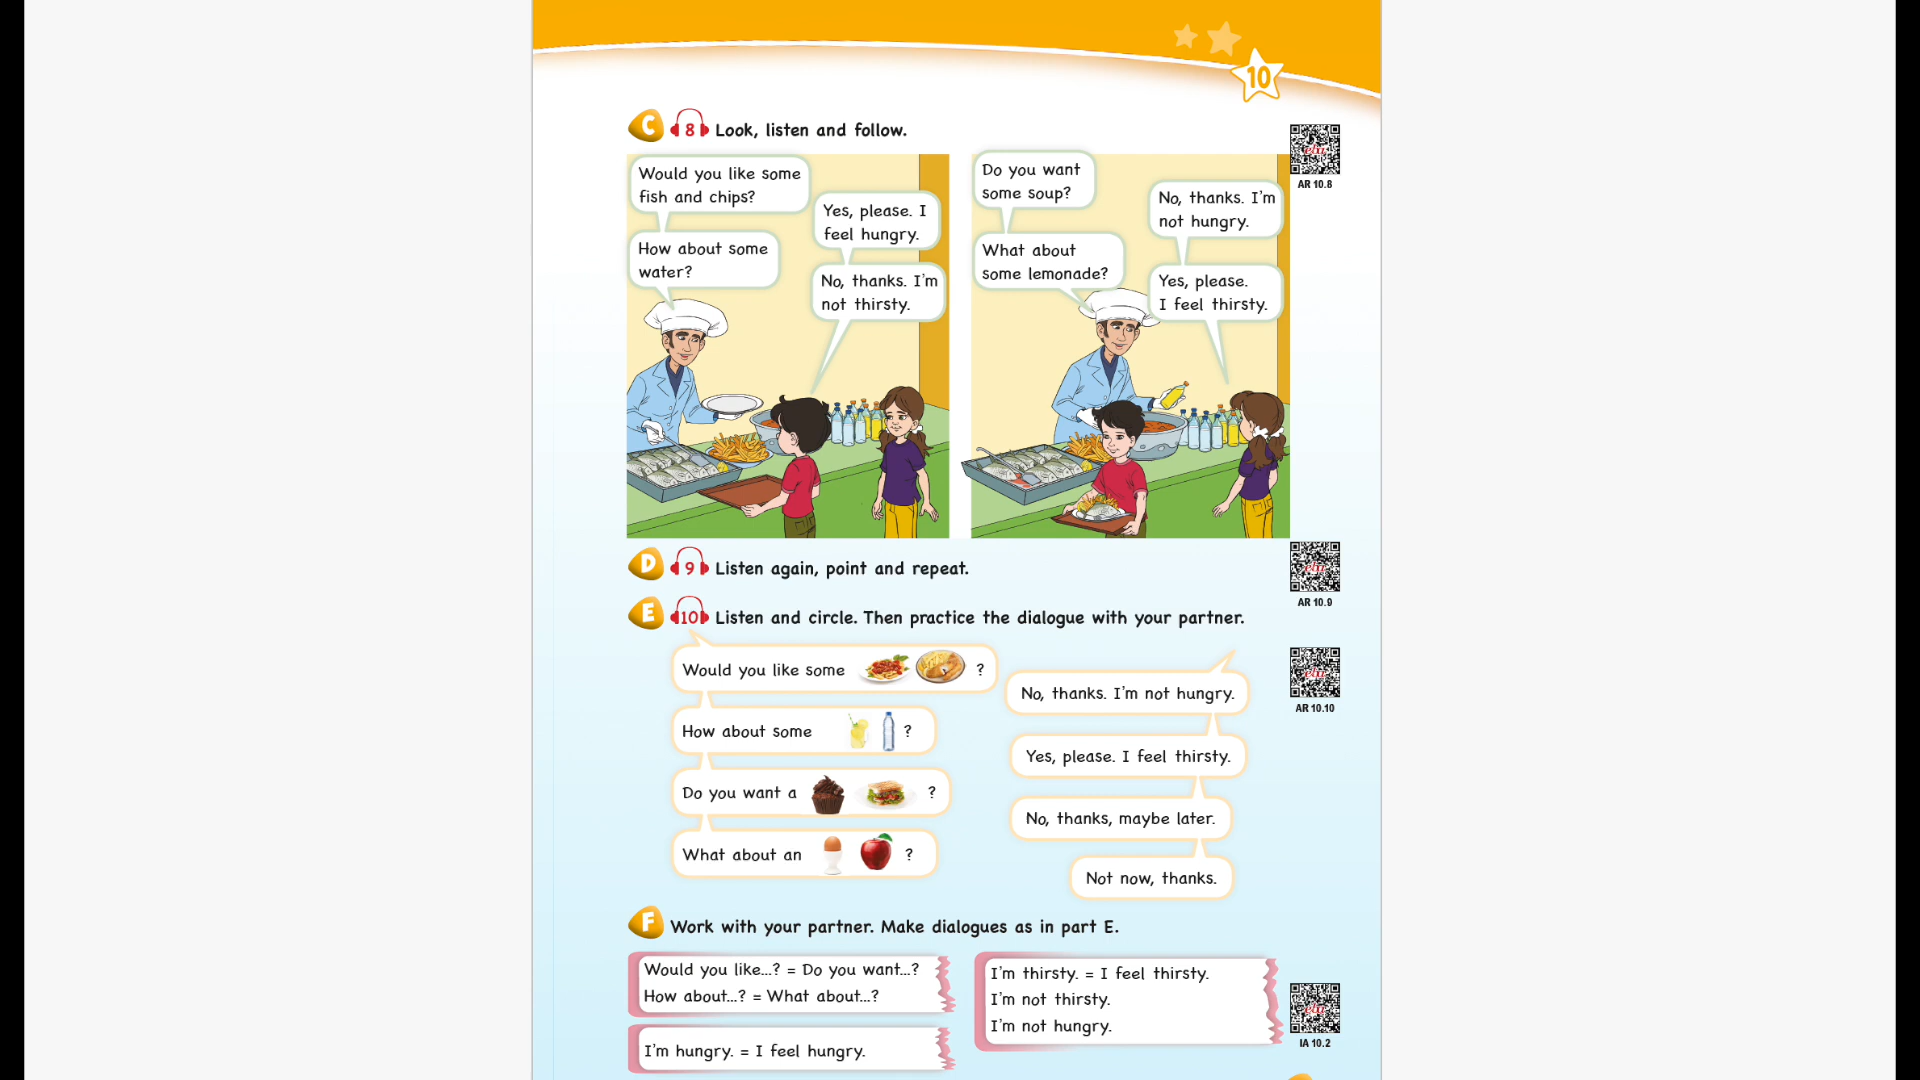 10
C 8 Look, listen and follow.
Would you like some
fish and chips?
Yes, please. I
feel hungry.
How about some
water?
No, thanks. I'm
not thirsty.
Do you want
some soup?
No, thanks. I'm
not hungry.
What about
some lemonade?
Yes, please.
I feel thirsty.
eba
AR 10.8
D 9 Listen again, point and repeat.
eba
AR 10.9
E 10 Listen and circle. Then practice the dialogue with your partner.
Would you like some ?
No, thanks. I'm not hungry.
How about some ?
Yes, please. I feel thirsty.
Do you want a ?
No, thanks, maybe later.
What about an ?
Not now, thanks.
eba
AR 10.10
F Work with your partner. Make dialogues as in part E.
Would you like...? = Do you want...?
How about...? = What about...?
I'm hungry. = I feel hungry.
I'm thirsty. = I feel thirsty.
I'm not thirsty.
I'm not hungry.
eba
IA 10.2